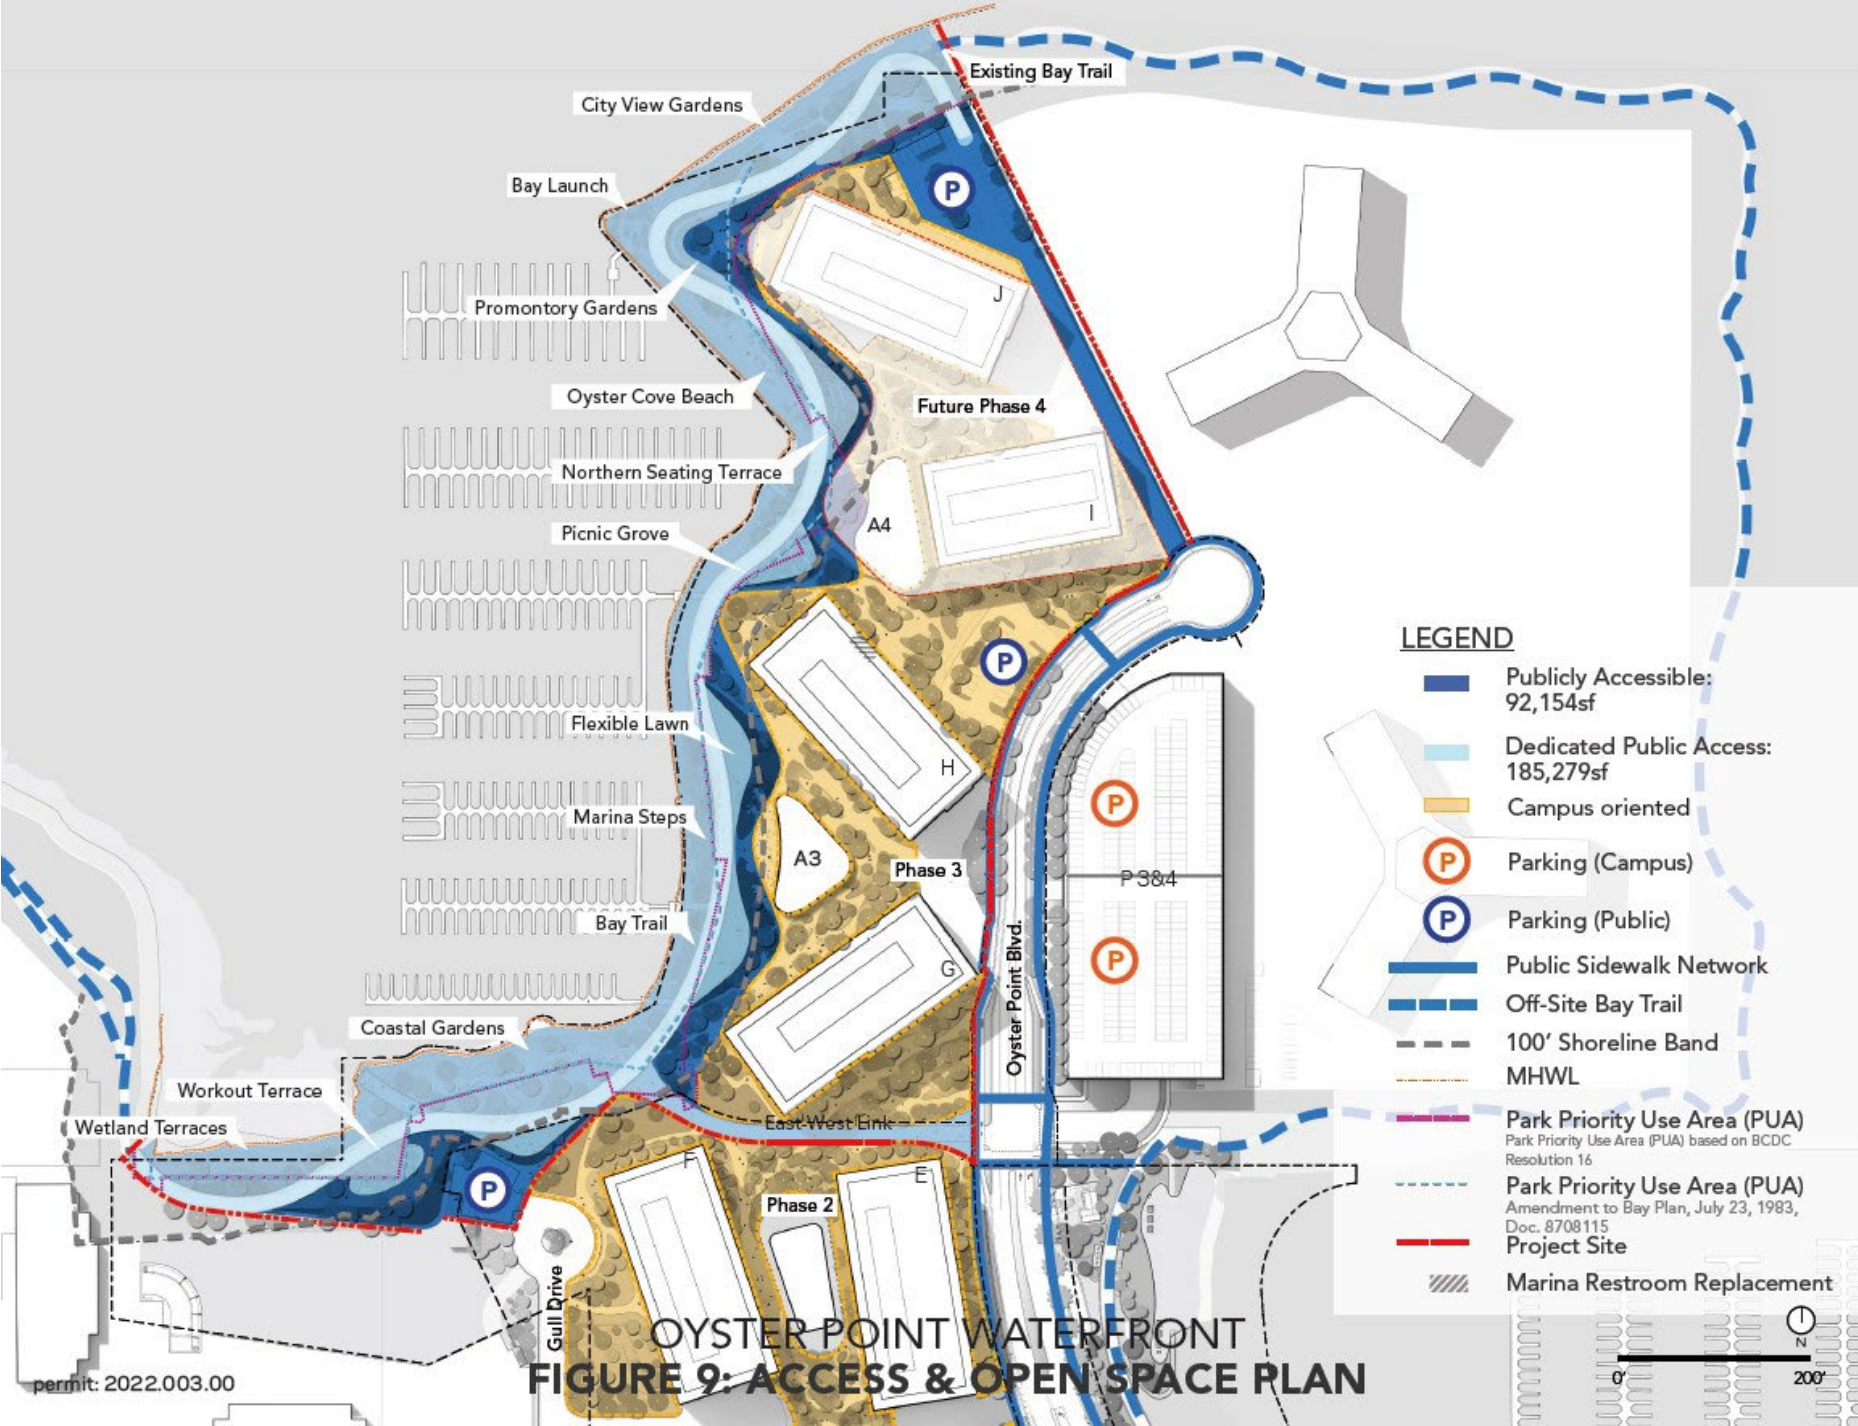 Existing Bay Trail
City View Gardens
P
Bay Launch
J
Promontory Gardens
Oyster Cove Beach
Future Phase 4
Northern Seating Terrace
I
A4
Picnic Grove
P
Flexible Lawn
H
P
Marina Steps
A3
Phase 3
P 3&4
Bay Trail
P
G
Oyster Point Blvd.
Coastal Gardens
Workout Terrace
Wetland Terraces
East-West Link
F
E
P
Phase 2
Gull Drive
LEGEND
Publicly Accessible:
92,154sf
Dedicated Public Access:
185,279sf
Campus oriented
P Parking (Campus)
P Parking (Public)
Public Sidewalk Network
Off-Site Bay Trail
100' Shoreline Band
MHWL
Park Priority Use Area (PUA)
Park Priority Use Area (PUA) based on BCDC
Resolution 16
Park Priority Use Area (PUA)
Amendment to Bay Plan, July 23, 1983,
Doc. 8708115
Project Site
Marina Restroom Replacement
N
0' 200'
OYSTER POINT WATERFRONT
FIGURE 9: ACCESS & OPEN SPACE PLAN
permit: 2022.003.00